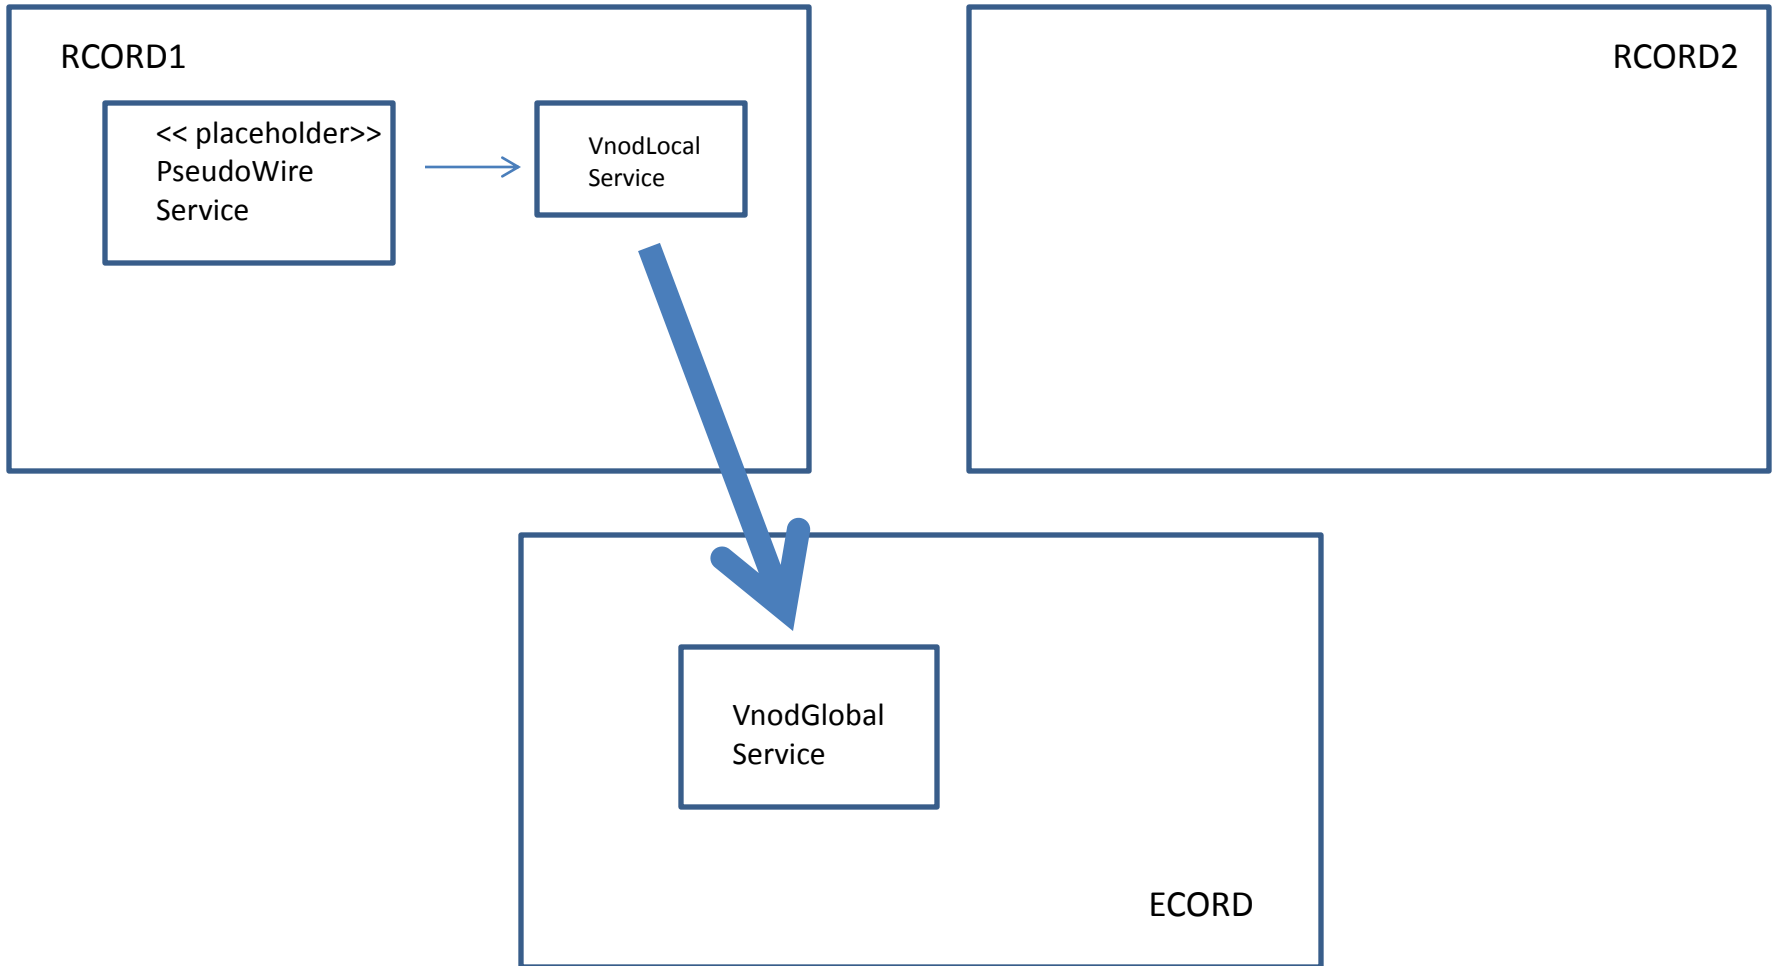 RCORD1
<< placeholder>>
PseudoWire
Service
VnodLocal
Service
RCORD2
VnodGlobal
Service
ECORD